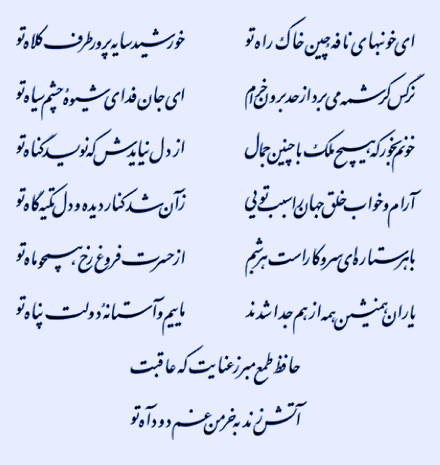 ای خونبهای نافهٔ چین خاک راه تو خورشید سایه‌پرور طرف کلاه تو
نرگس کرشمه می‌برد از حد برون خرام ای جان فدای شیوهٔ چشم سیاه تو
خونم بخور که هیچ ملک با چنین جمال از دل نیایدش که نویسد گناه تو
آرام و خواب خلق جهان را سبب تویی زآن شد کنار دیده و دل تکیه‌گاه تو
با هر ستاره‌ای سر و کار است هر شبم از حسرت فروغ رخ همچو ماه تو
یاران همنشین همه از هم جدا شدند ماییم و آستانهٔ دولت پناه تو
حافظ طمع مبر ز عنایت که عاقبت
آتش زند به خرمن غم دود آه تو